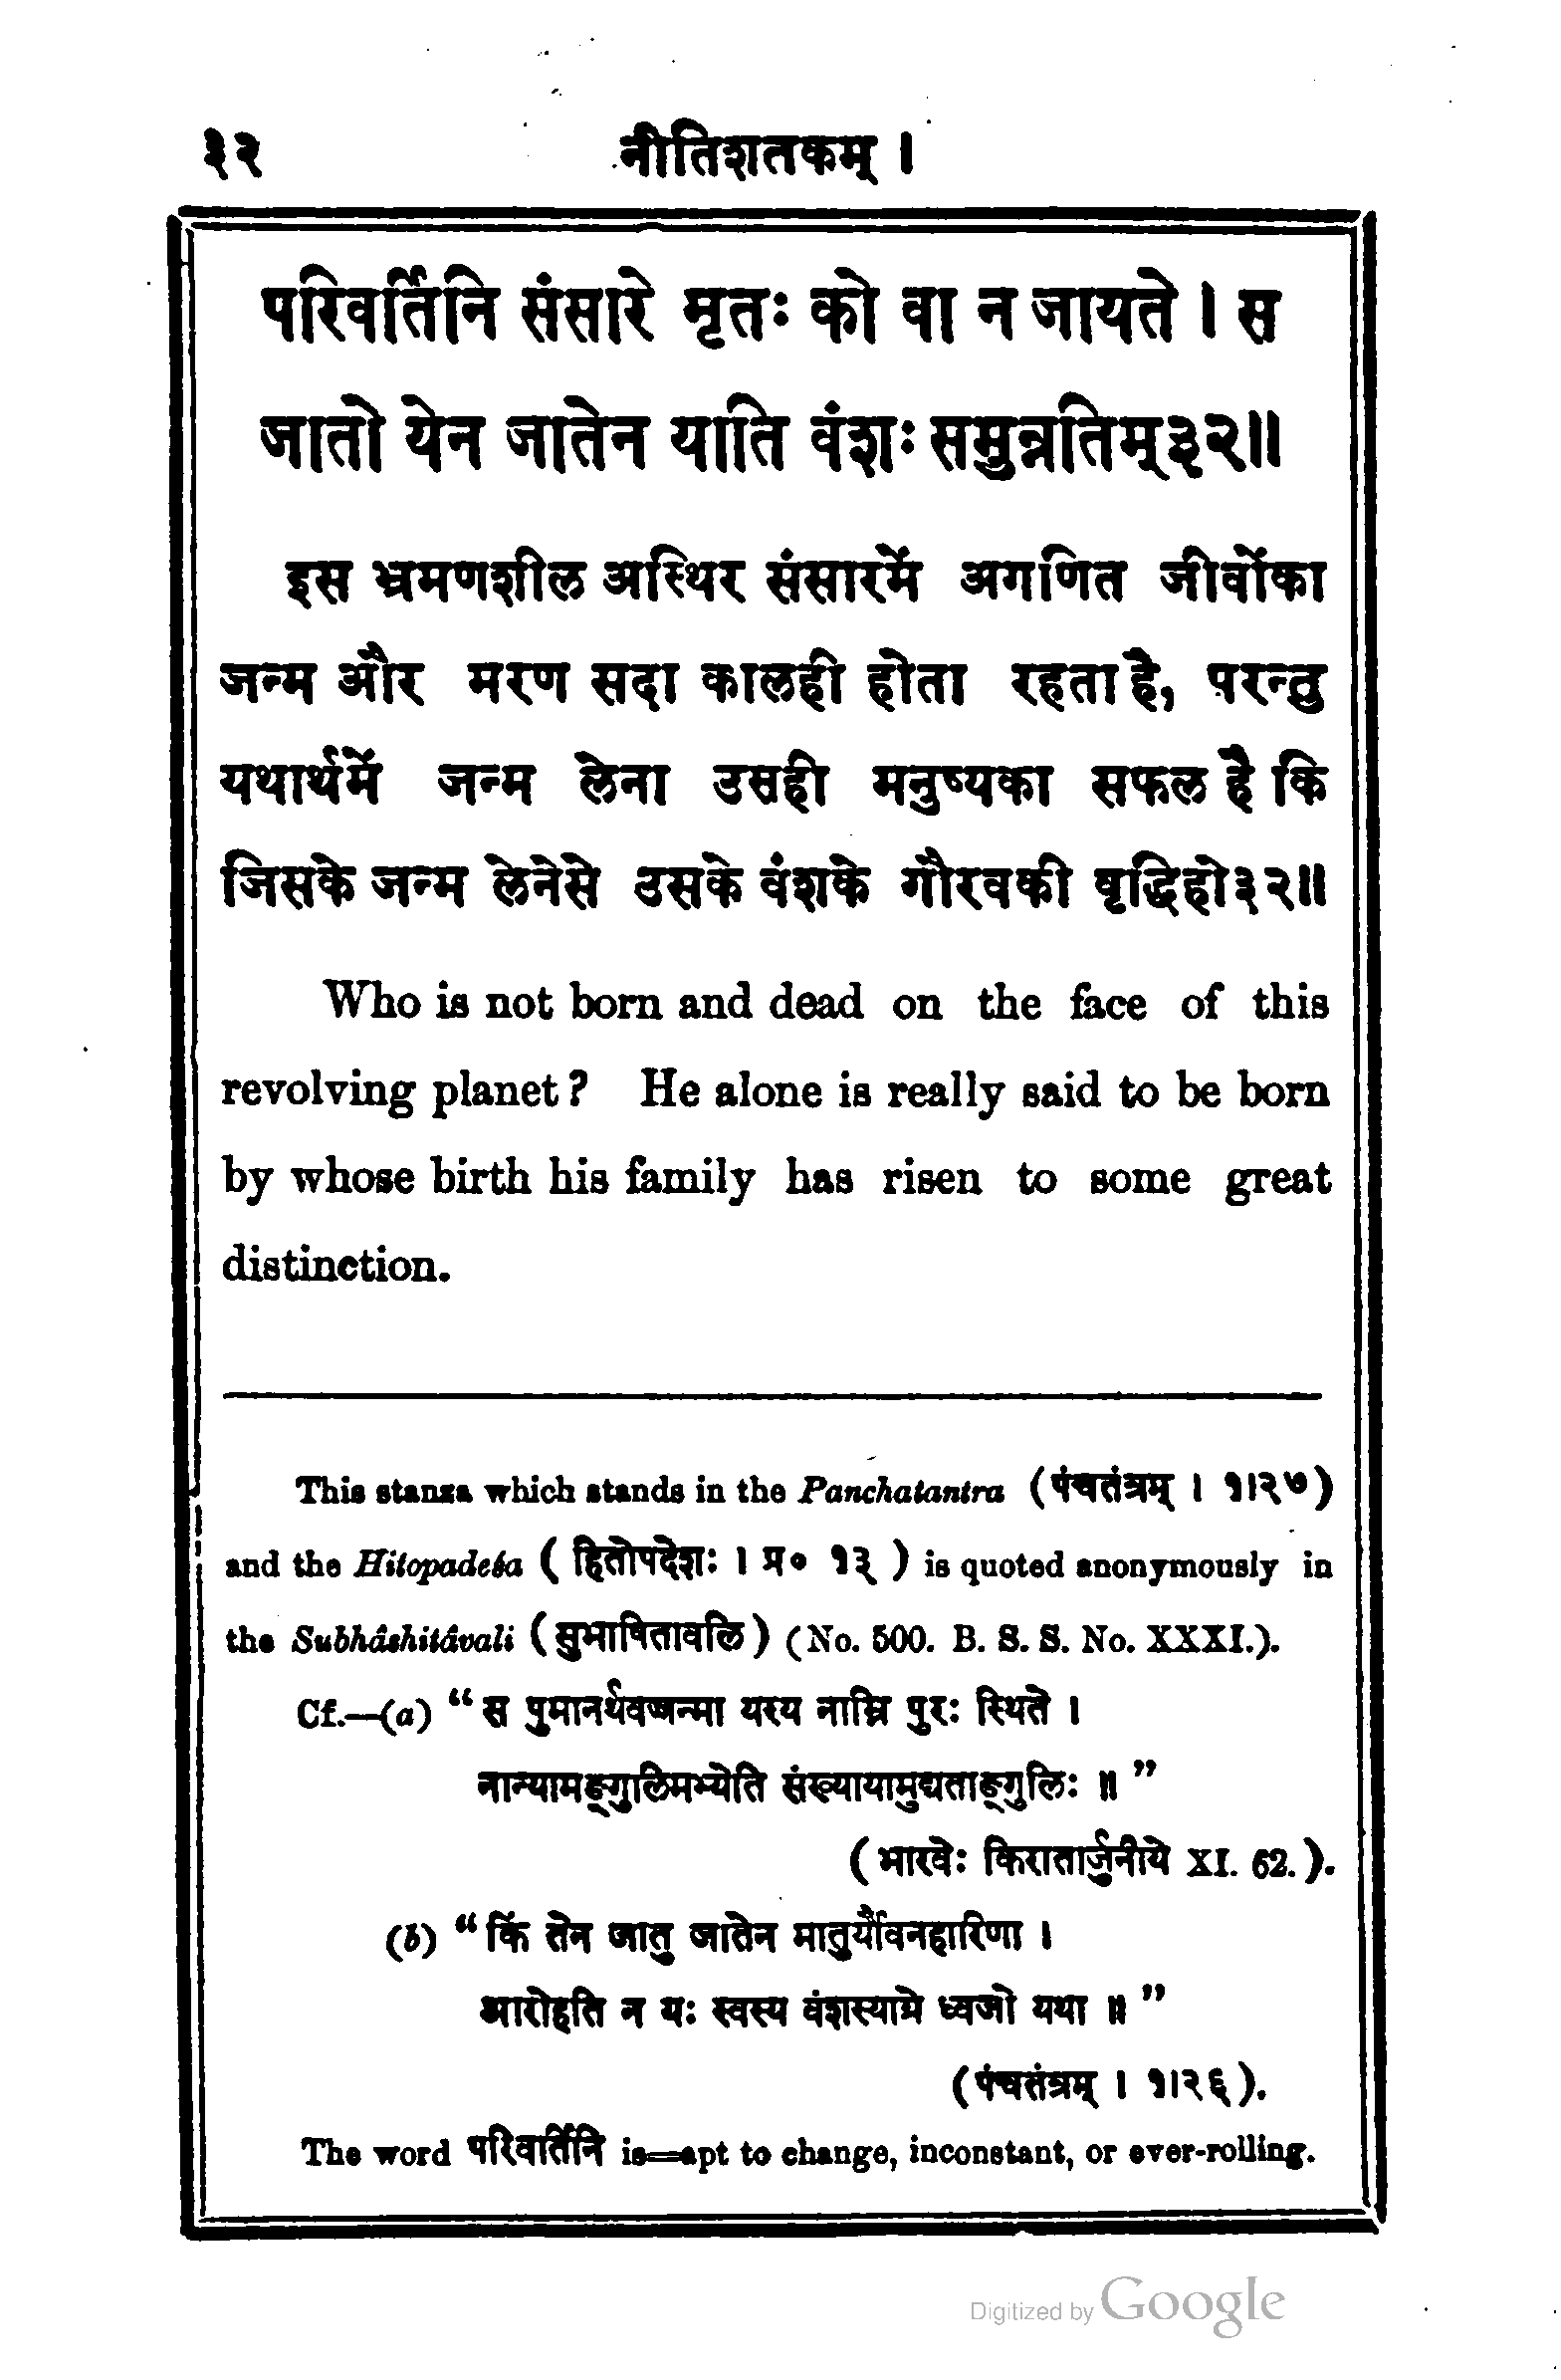 ३२ नीतिशतकम् ।
परिवर्तिनि संसारे मृतः को वा न जायते । स
जातो येन जातेन याति वंशः समुन्नतिम्३२॥
इस भ्रमणशील अस्थिर संसारमें अगणित जीवोंका
जन्म और मरण सदा कालही होता रहता है, परन्तु
यथार्थमें जन्म लेना उसही मनुष्यका सफल है कि
जिसके जन्म लेनेसे उसके वंशके गौरवकी वृद्धिहो३२॥
Who is not born and dead on the face of this
revolving planet? He alone is really said to be born
by whose birth his family has risen to some great
distinction.
This stanza which stands in the Panchatantra (पंचतंत्रम् । १।२७)
and the Hitopadeśa ( हितोपदेशः । प्र० १३ ) is quoted anonymously in
the Subhâshitâvali (सुभाषितावलि) (No. 500. B. S. S. No. XXXI.).
Cf.—(a) “स पुमानर्थवज्जन्मा यस्य नाम्नि पुरः स्थिते ।
नान्यामङ्गुलिमभ्येति संख्यायामुद्यताङ्गुलिः ॥”
(भारवेः किरातार्जुनीये XI. 62.).
(b) “किं तेन जातु जातेन मातुर्यौवनहारिणा ।
आरोहति न यः स्वस्य वंशस्याग्रे ध्वजो यथा ॥”
(पंचतंत्रम् । १।२६).
The word परिवर्तिनि is=apt to change, inconstant, or ever-rolling.
Digitized by Google